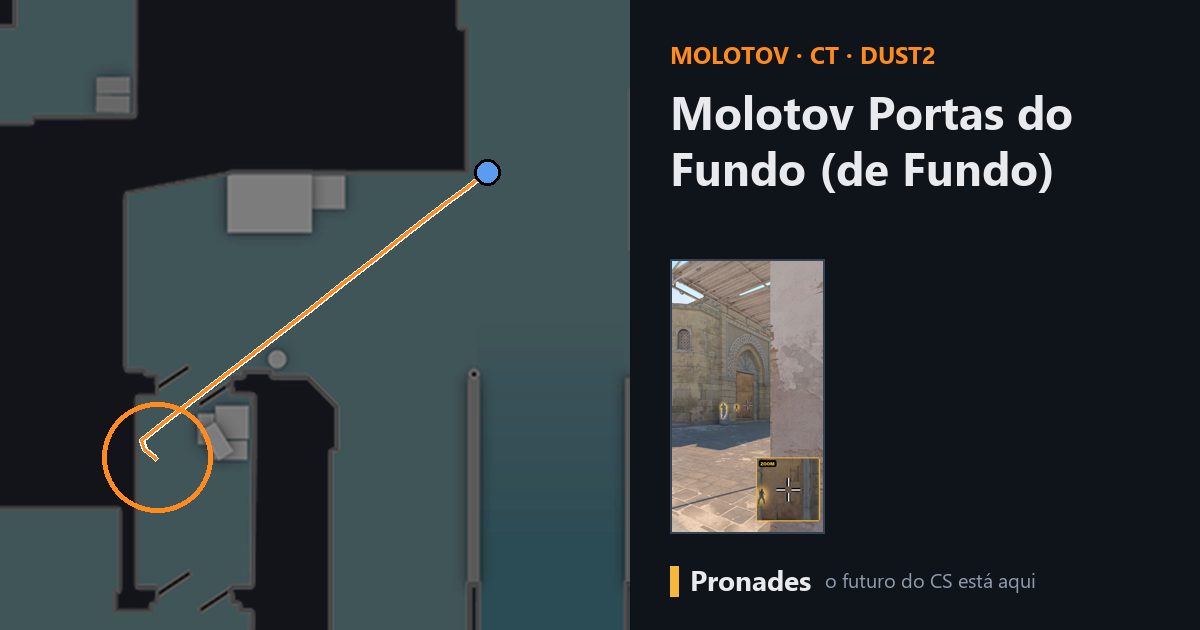 MOLOTOV · CT · DUST2
Molotov Portas do
Fundo (de Fundo)
ZOOM
Pronades o futuro do CS está aqui